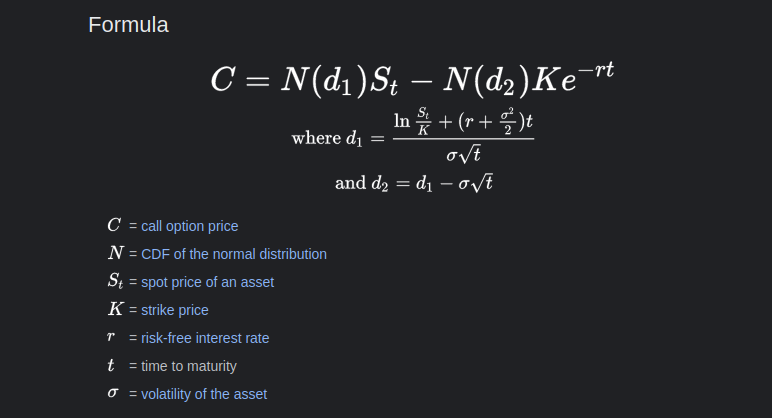 Formula
C = N(d₁)Sₜ − N(d₂)Ke⁻ʳᵗ
where d₁ = (ln Sₜ/K + (r + σ²/2)t) / (σ√t)
and d₂ = d₁ − σ√t
C = call option price
N = CDF of the normal distribution
Sₜ = spot price of an asset
K = strike price
r = risk-free interest rate
t = time to maturity
σ = volatility of the asset